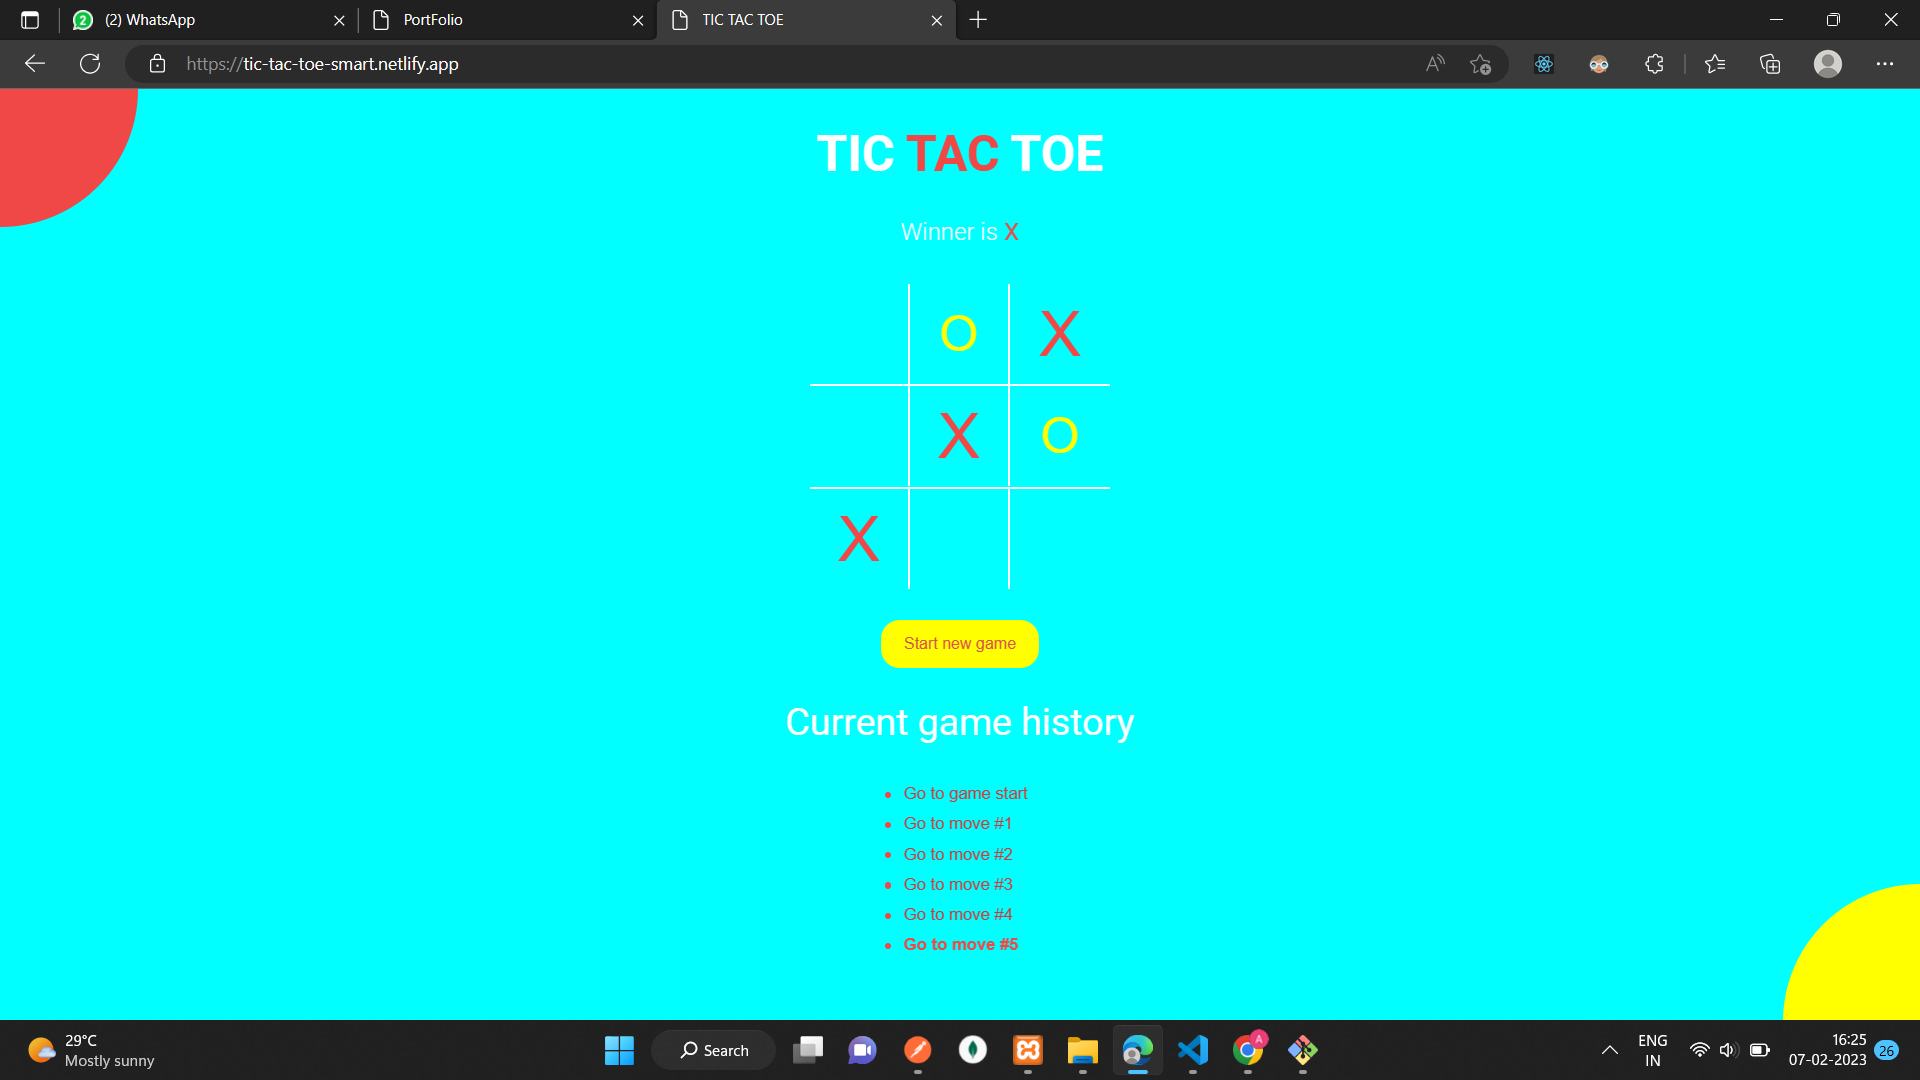 2 (2) WhatsApp
PortFolio
TIC TAC TOE
https://tic-tac-toe-smart.netlify.app
TIC TAC TOE
Winner is X
O X
X O
X
Start new game
Current game history
Go to game start
Go to move #1
Go to move #2
Go to move #3
Go to move #4
Go to move #5
29°C
Mostly sunny
Search
A
ENG
IN
16:25
07-02-2023
26